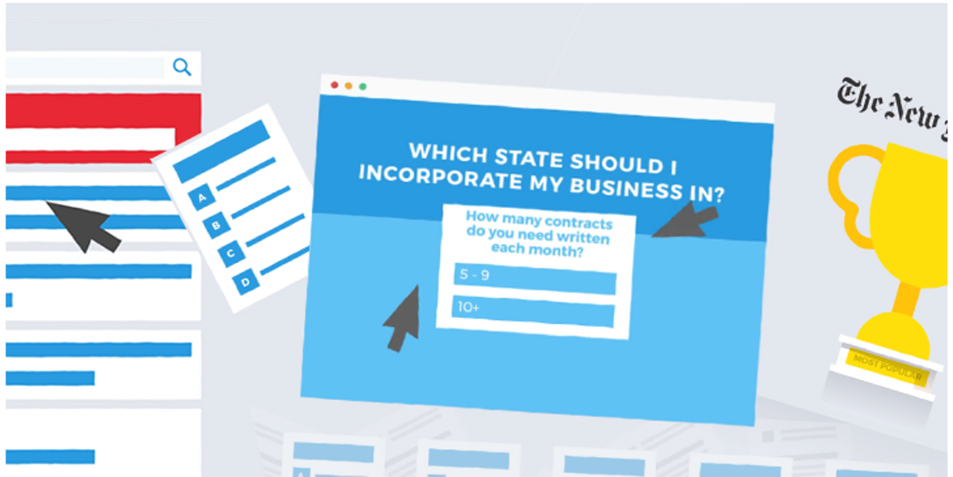 The New
WHICH STATE SHOULD I
INCORPORATE MY BUSINESS IN?
How many contracts
do you need written
each month?
5 - 9
10+
A
B
C
D
MOST POPULAR